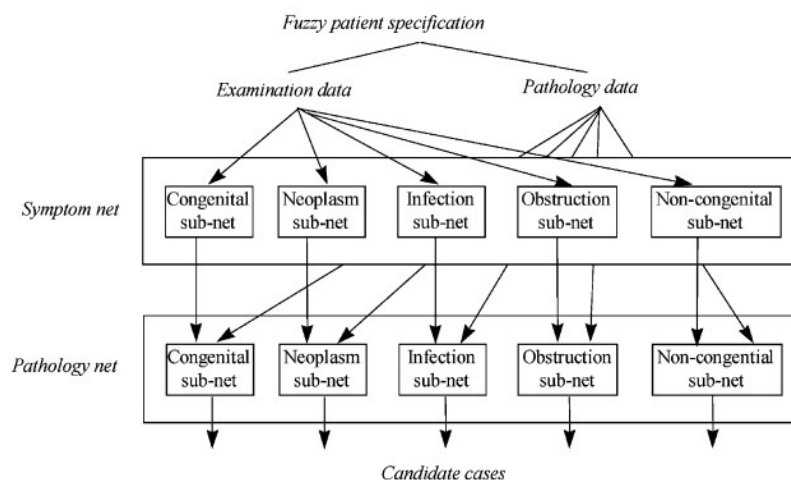 Fuzzy patient specification
Examination data
Pathology data
Symptom net
Congenital
sub-net
Neoplasm
sub-net
Infection
sub-net
Obstruction
sub-net
Non-congenital
sub-net
Pathology net
Congenital
sub-net
Neoplasm
sub-net
Infection
sub-net
Obstruction
sub-net
Non-congential
sub-net
Candidate cases